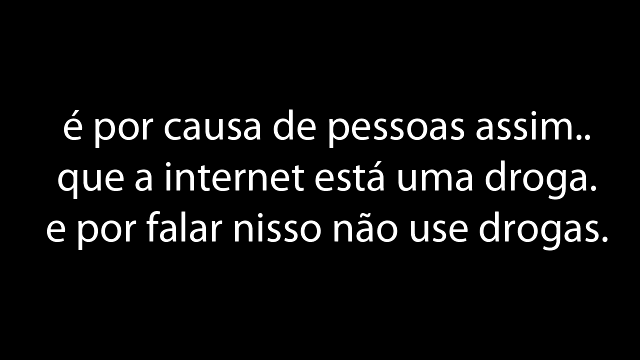 é por causa de pessoas assim..
que a internet está uma droga.
e por falar nisso não use drogas.